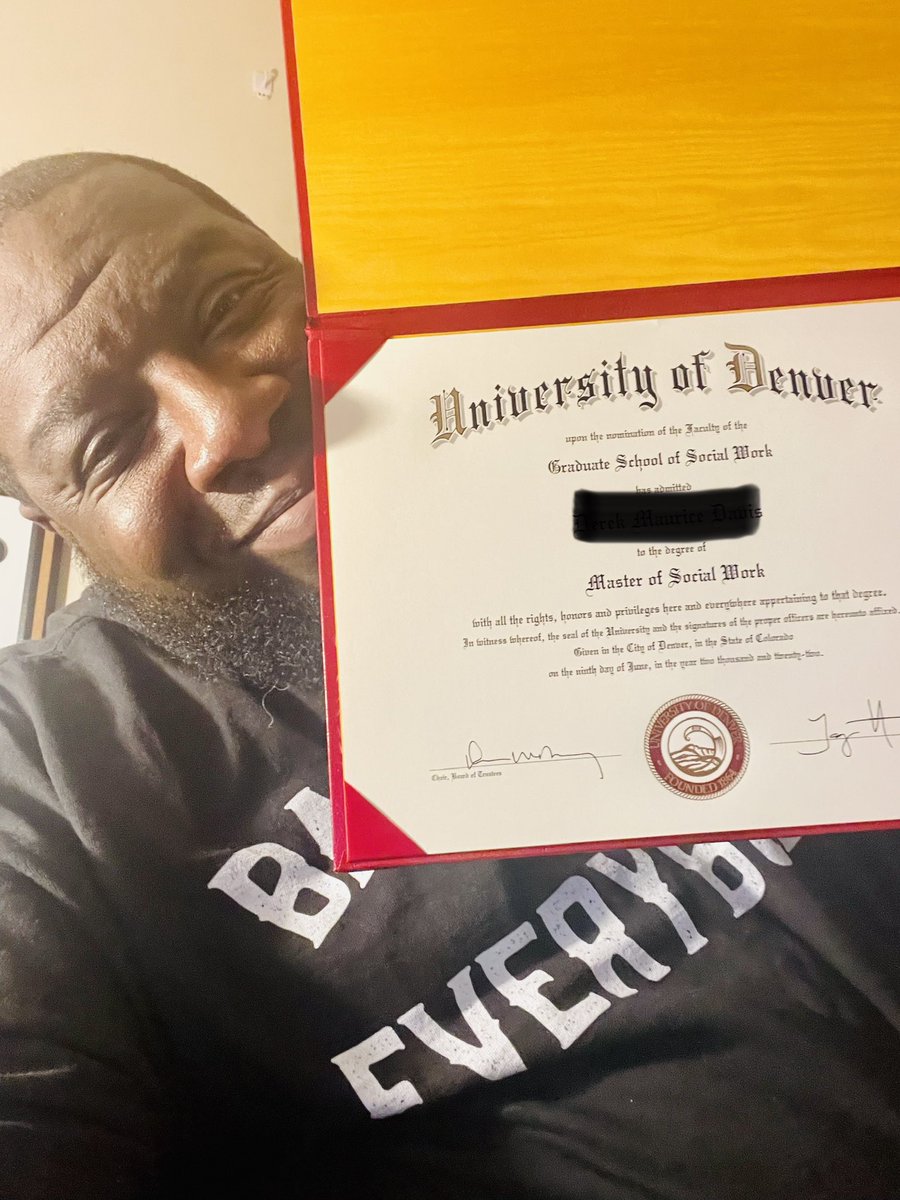 University of Denver
upon the nomination of the Faculty of the
Graduate School of Social Work
has admitted
to the degree of
Master of Social Work
with all the rights, honors and privileges here and everywhere appertaining to that degree.
In witness whereof, the seal of the University and the signatures of the proper officers are hereunto affixed.
Given in the City of Denver, in the State of Colorado
on the ninth day of June, in the year two thousand and twenty-two.
Chair, Board of Trustees
UNIVERSITY OF DENVER
FOUNDED 1864
BA
EVERYBO